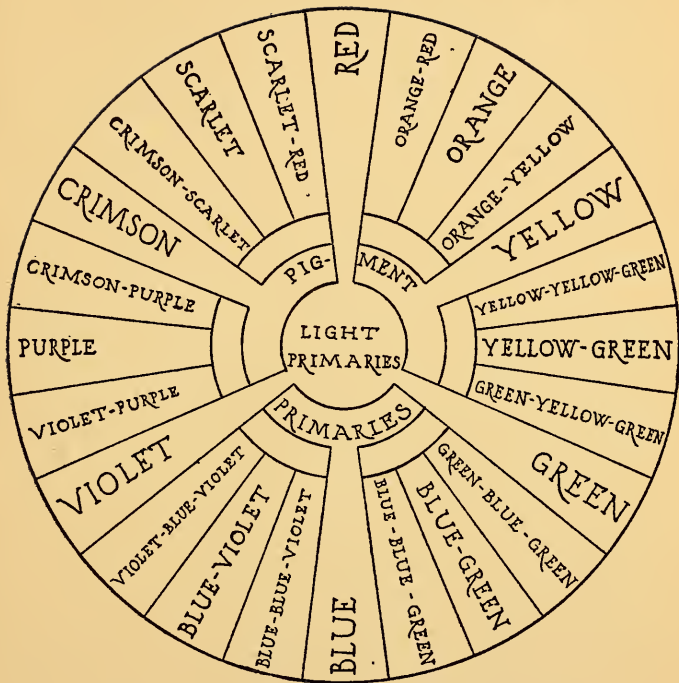 RED
ORANGE-RED
ORANGE
ORANGE-YELLOW
YELLOW
YELLOW-YELLOW-GREEN
YELLOW-GREEN
GREEN-YELLOW-GREEN
GREEN
GREEN-BLUE-GREEN
BLUE-GREEN
BLUE-BLUE-GREEN
BLUE
BLUE-BLUE-VIOLET
BLUE-VIOLET
VIOLET-BLUE-VIOLET
VIOLET
VIOLET-PURPLE
PURPLE
CRIMSON-PURPLE
CRIMSON
CRIMSON-SCARLET
SCARLET
SCARLET-RED
PIG-
MENT
PRIMARIES
LIGHT
PRIMARIES